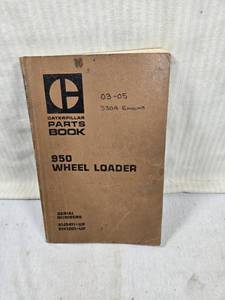 03-05
3304 Engine
C
CATERPILLAR
PARTS
BOOK
950
WHEEL LOADER
SERIAL
NUMBERS